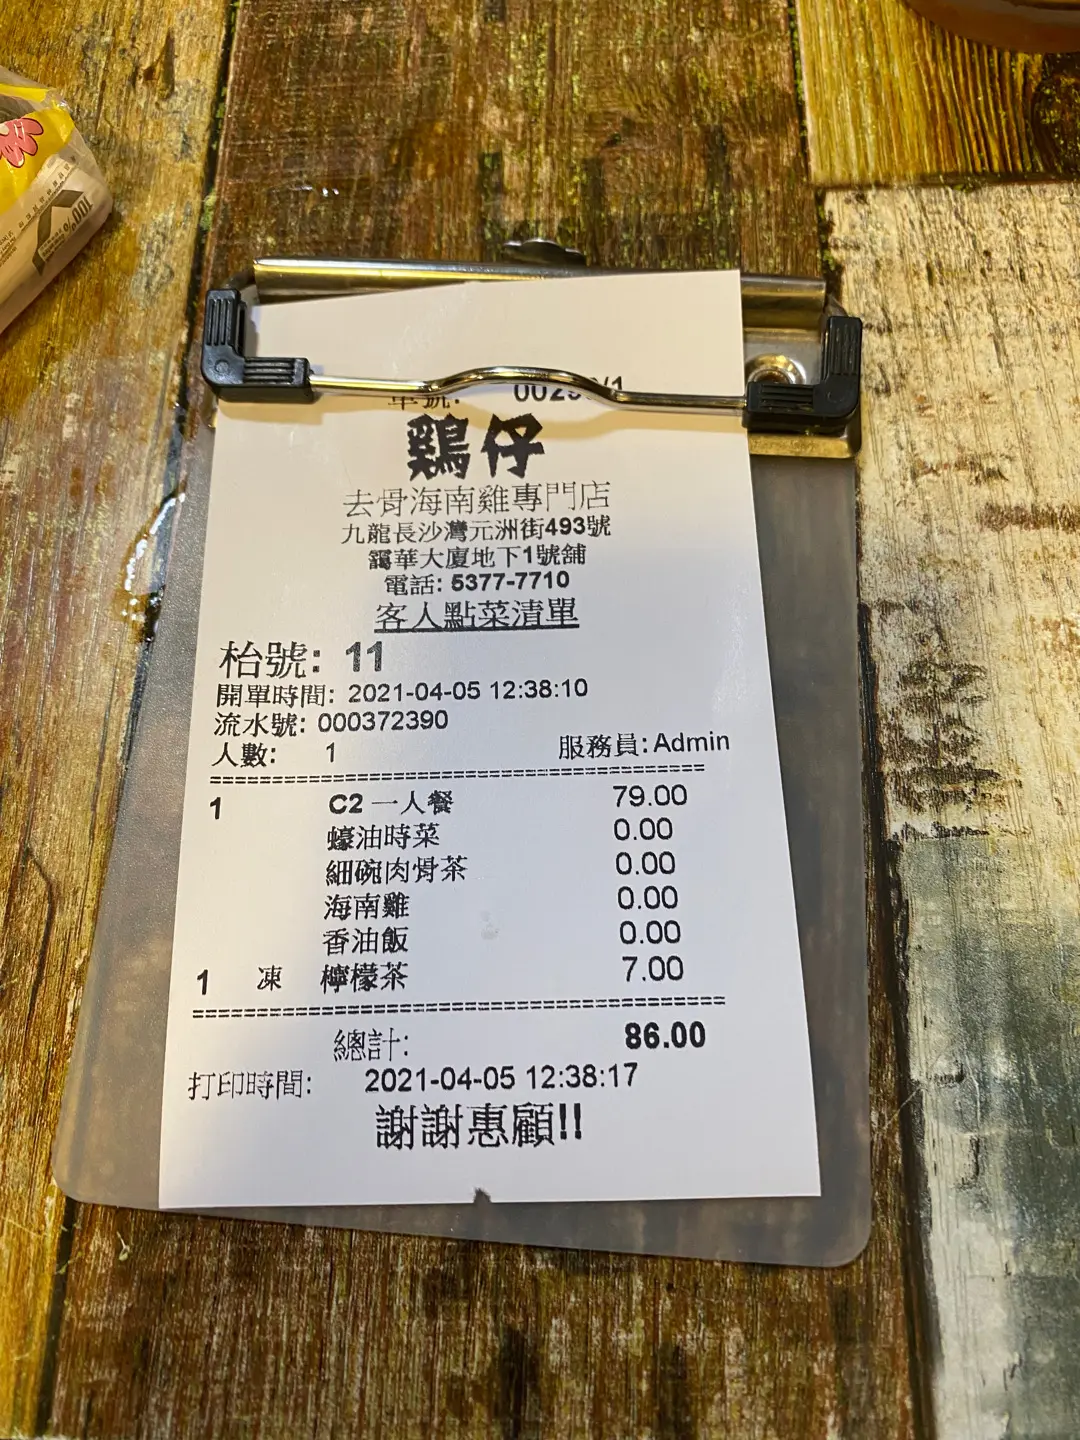 100%
單號:
鷄仔
去骨海南雞專門店
九龍長沙灣元洲街493號
靄華大廈地下1號舖
電話: 5377-7710
客人點菜清單
枱號: 11
開單時間: 2021-04-05 12:38:10
流水號: 000372390
人數: 1 服務員: Admin
1 C2 一人餐 79.00
蠔油時菜 0.00
細碗肉骨茶 0.00
海南雞 0.00
香油飯 0.00
1 凍 檸檬茶 7.00
總計: 86.00
打印時間: 2021-04-05 12:38:17
謝謝惠顧!!